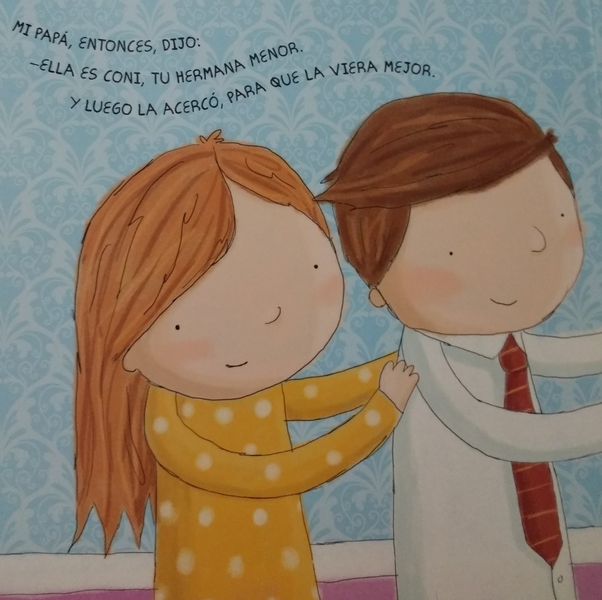 MI PAPÁ, ENTONCES, DIJO:
–ELLA ES CONI, TU HERMANA MENOR.
Y LUEGO LA ACERCÓ, PARA QUE LA VIERA MEJOR.